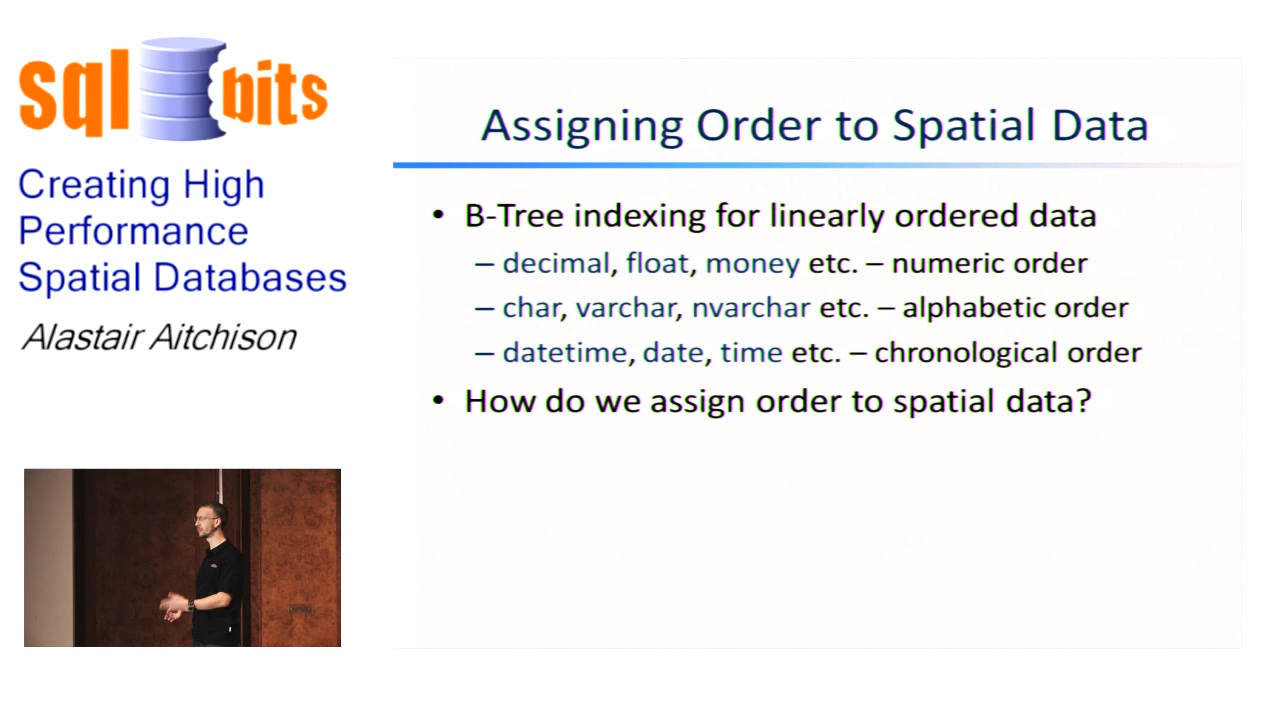 sql bits
Creating High
Performance
Spatial Databases
Alastair Aitchison
Assigning Order to Spatial Data
• B-Tree indexing for linearly ordered data
– decimal, float, money etc. – numeric order
– char, varchar, nvarchar etc. – alphabetic order
– datetime, date, time etc. – chronological order
• How do we assign order to spatial data?